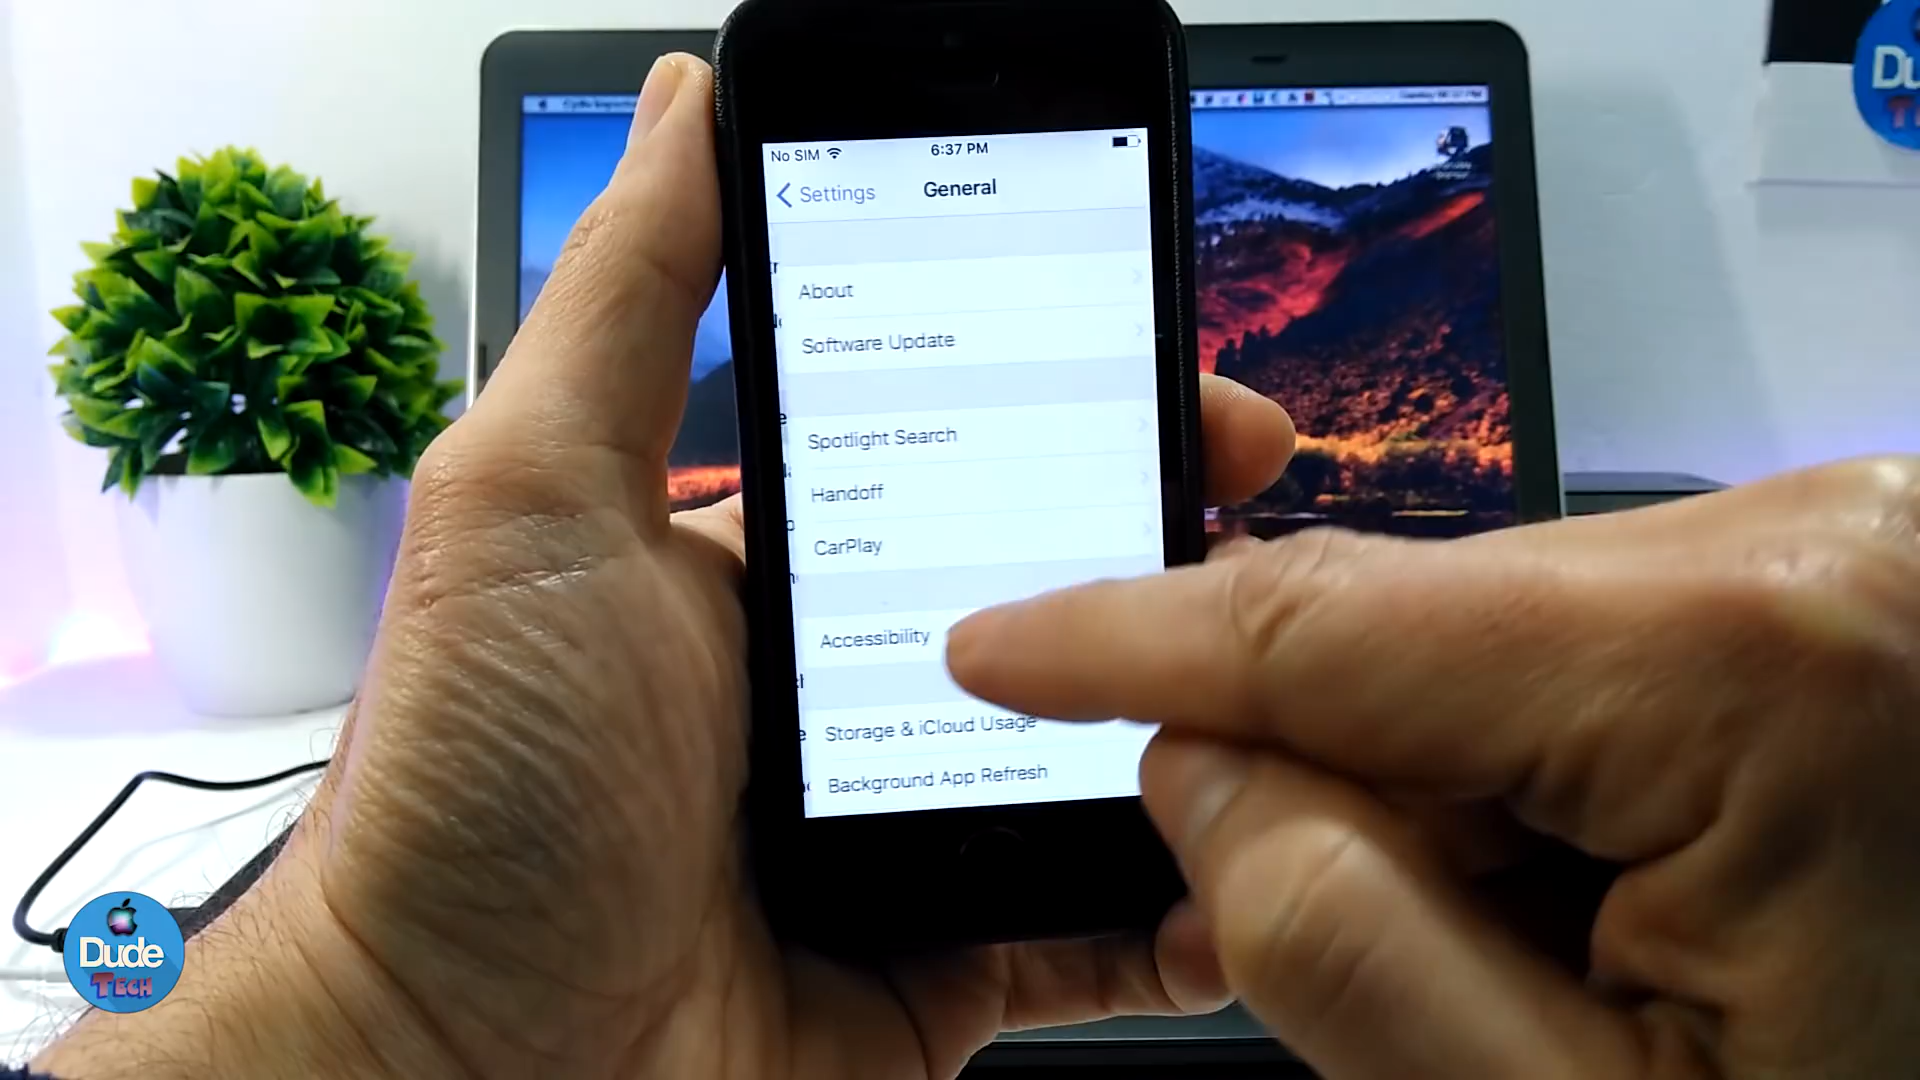 No SIM 6:37 PM
Settings General
About
Software Update
Spotlight Search
Handoff
CarPlay
Accessibility
Storage & iCloud Usage
Background App Refresh
Dude
TECH
Du